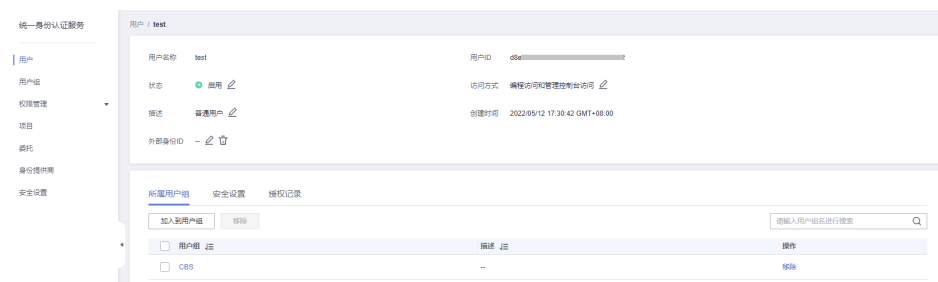 统一身份认证服务
用户 / test
用户
用户组
权限管理
项目
委托
身份提供商
安全设置
用户名称 test
用户ID d8e
状态 启用
访问方式 编程访问和管理控制台访问
描述 普通用户
创建时间 2022/05/12 17:30:42 GMT+08:00
外部身份ID --
所属用户组 安全设置 授权记录
加入到用户组 移除
请输入用户组名进行搜索
用户组 描述 操作
CBS -- 移除